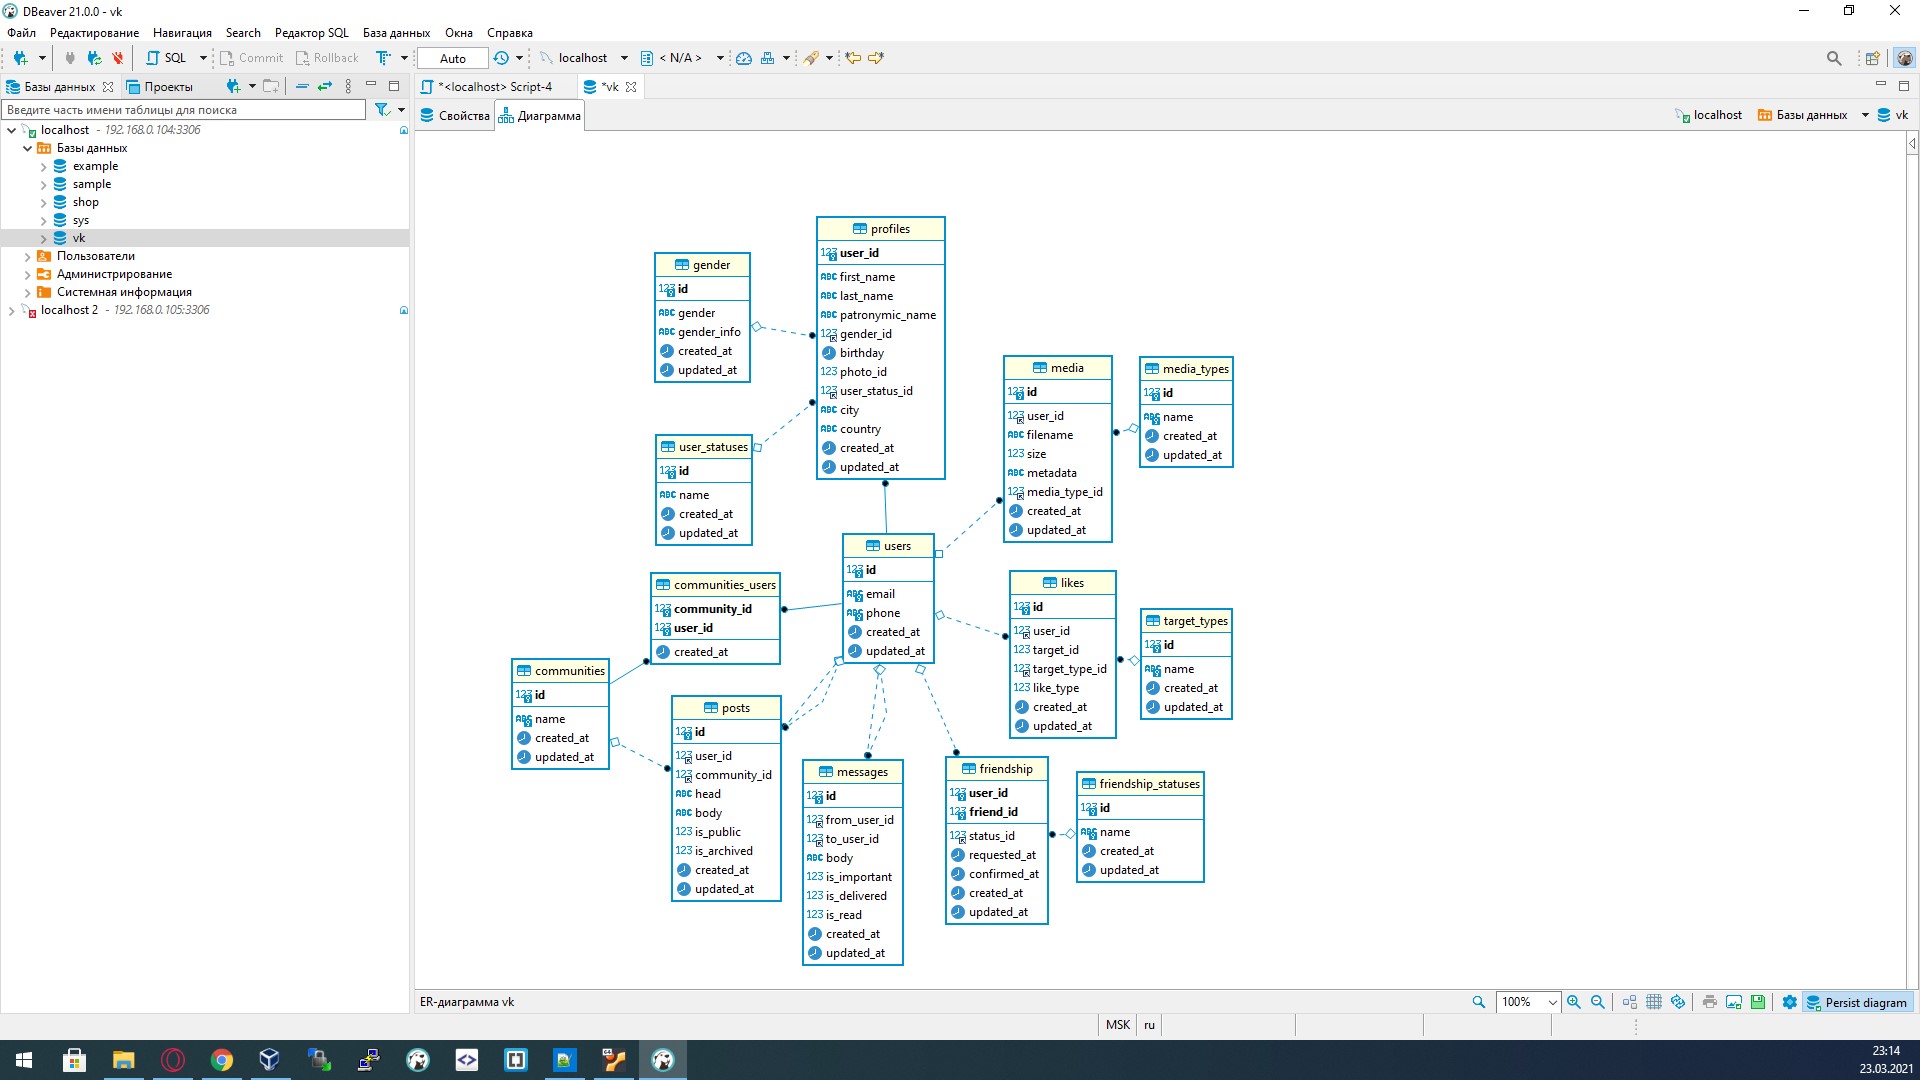 DBeaver 21.0.0 - vk
Файл Редактирование Навигация Search Редактор SQL База данных Окна Справка
SQL Commit Rollback Auto localhost < N/A >
Базы данных Проекты
*<localhost> Script-4 *vk
Введите часть имени таблицы для поиска
Свойства Диаграмма
localhost Базы данных vk
localhost - 192.168.0.104:3306
Базы данных
example
sample
shop
sys
vk
Пользователи
Администрирование
Системная информация
localhost 2 - 192.168.0.105:3306
profiles
user_id
first_name
last_name
patronymic_name
gender_id
birthday
photo_id
user_status_id
city
country
created_at
updated_at
gender
id
gender
gender_info
created_at
updated_at
user_statuses
id
name
created_at
updated_at
media
id
user_id
filename
size
metadata
media_type_id
created_at
updated_at
media_types
id
name
created_at
updated_at
users
id
email
phone
created_at
updated_at
communities_users
community_id
user_id
created_at
communities
id
name
created_at
updated_at
posts
id
user_id
community_id
head
body
is_public
is_archived
created_at
updated_at
messages
id
from_user_id
to_user_id
body
is_important
is_delivered
is_read
created_at
updated_at
likes
id
user_id
target_id
target_type_id
like_type
created_at
updated_at
target_types
id
name
created_at
updated_at
friendship
user_id
friend_id
status_id
requested_at
confirmed_at
created_at
updated_at
friendship_statuses
id
name
created_at
updated_at
ER-диаграмма vk
100%
Persist diagram
MSK ru
23:14
23.03.2021